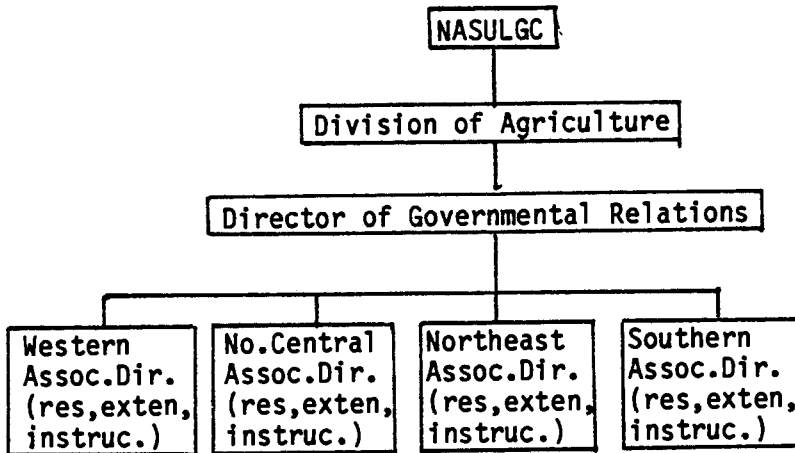 NASULGC
Division of Agriculture
Director of Governmental Relations
Western
Assoc.Dir.
(res,exten,
instruc.)
No.Central
Assoc.Dir.
(res,exten,
instruc.)
Northeast
Assoc.Dir.
(res,exten,
instruc.)
Southern
Assoc.Dir.
(res,exten,
instruc.)